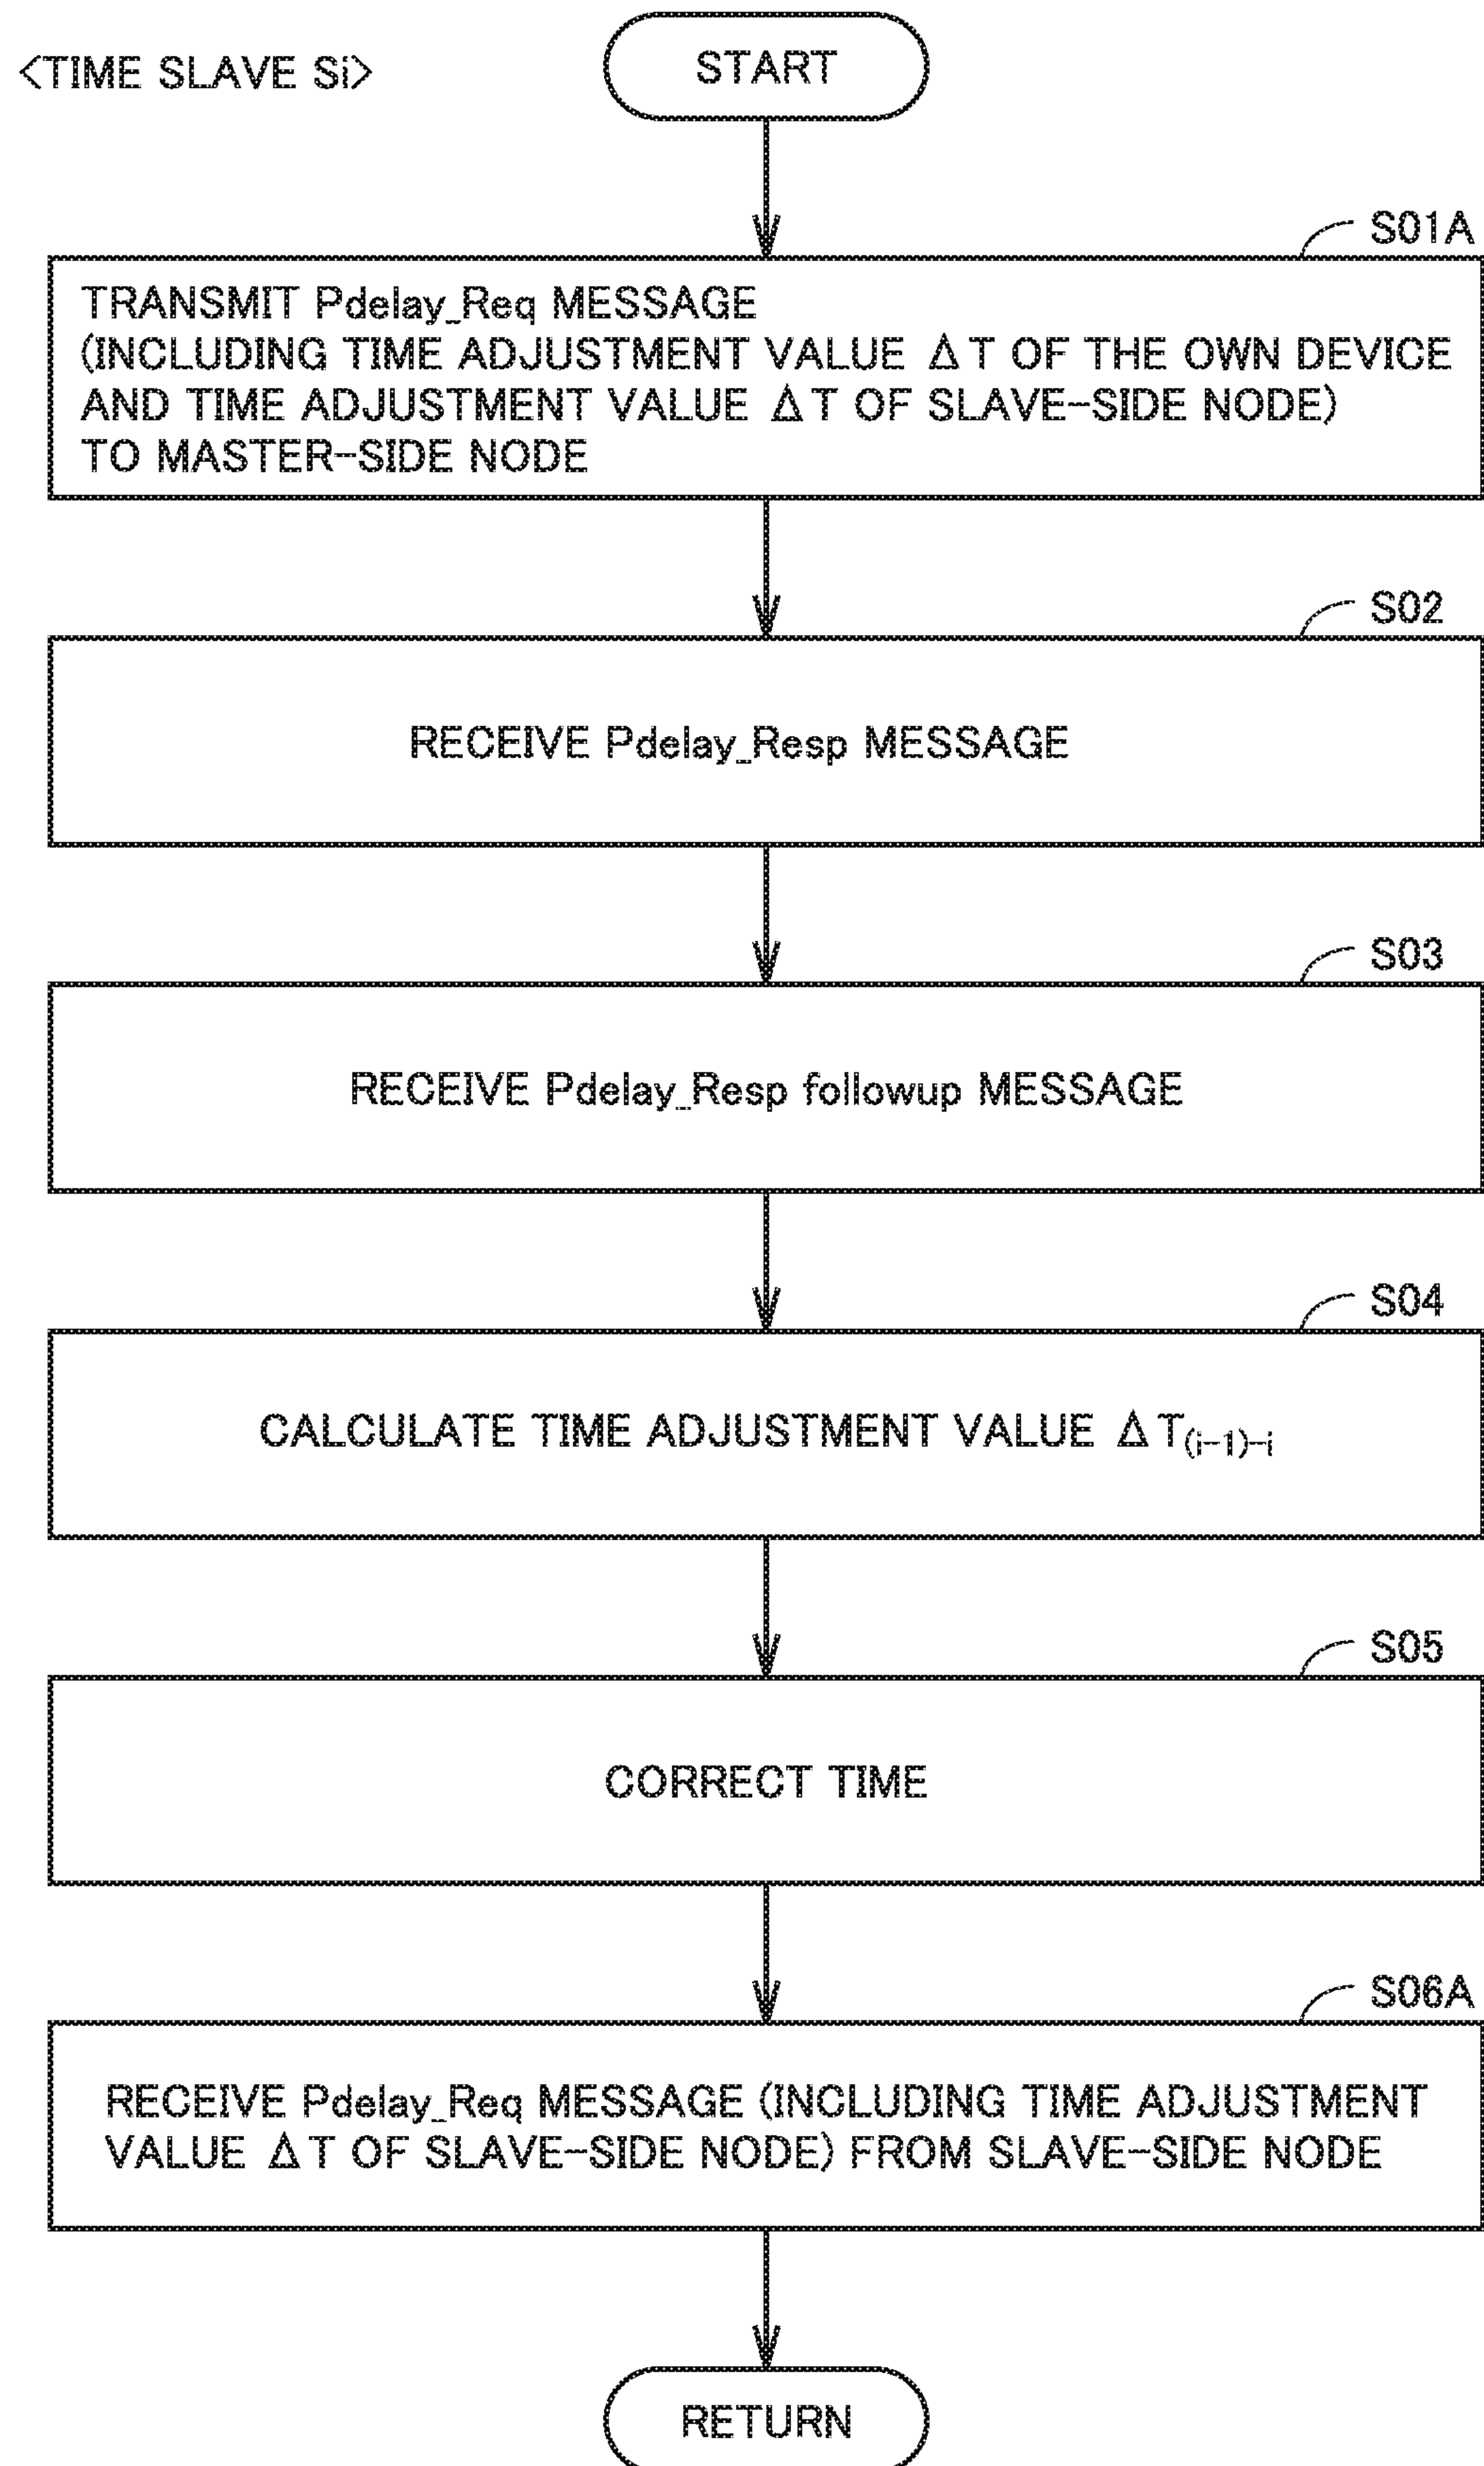 <TIME SLAVE Si>
START
S01A
TRANSMIT Pdelay_Req MESSAGE
(INCLUDING TIME ADJUSTMENT VALUE ΔT OF THE OWN DEVICE
AND TIME ADJUSTMENT VALUE ΔT OF SLAVE-SIDE NODE)
TO MASTER-SIDE NODE
S02
RECEIVE Pdelay_Resp MESSAGE
S03
RECEIVE Pdelay_Resp followup MESSAGE
S04
CALCULATE TIME ADJUSTMENT VALUE ΔT(i-1)-i
S05
CORRECT TIME
S06A
RECEIVE Pdelay_Req MESSAGE (INCLUDING TIME ADJUSTMENT
VALUE ΔT OF SLAVE-SIDE NODE) FROM SLAVE-SIDE NODE
RETURN